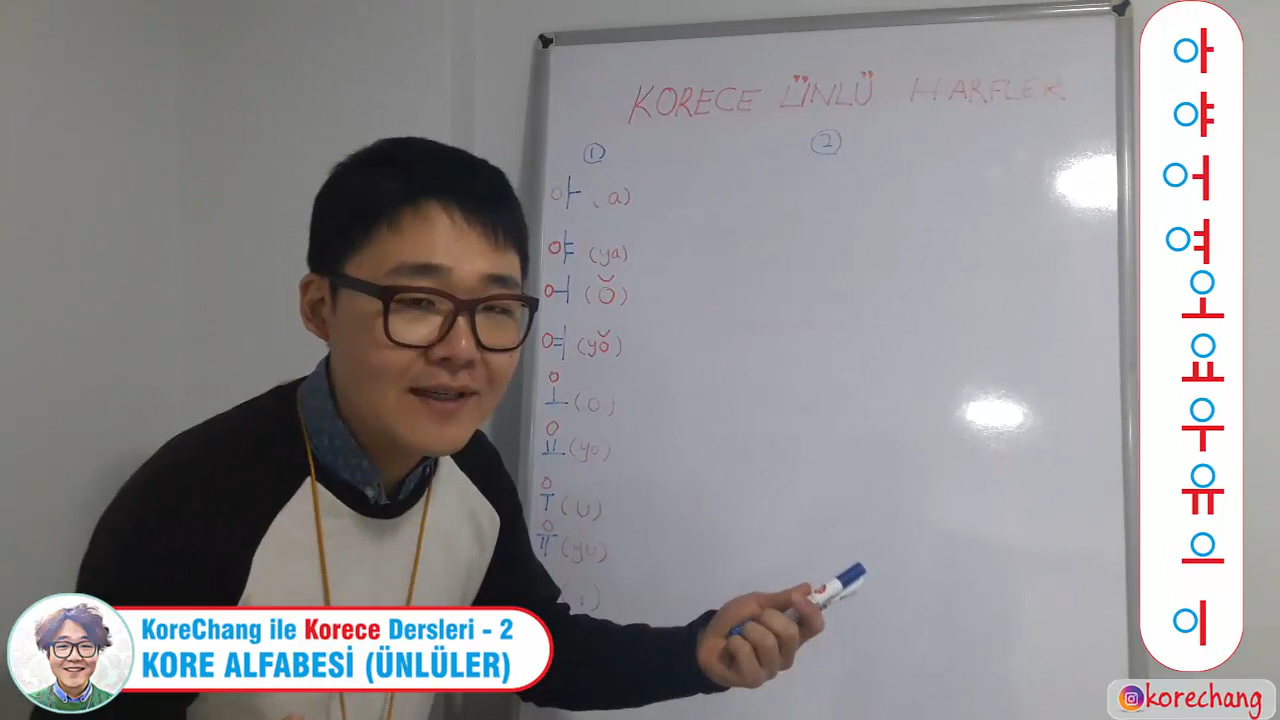 KORECE ÜNLÜ HARFLER
①
②
아 (a)
야 (ya)
어 (ŏ)
여 (yŏ)
오 (o)
요 (yo)
우 (u)
유 (yu)
아
야
어
여
오
요
우
유
으
이
KoreChang ile Korece Dersleri - 2
KORE ALFABESİ (ÜNLÜLER)
korechang